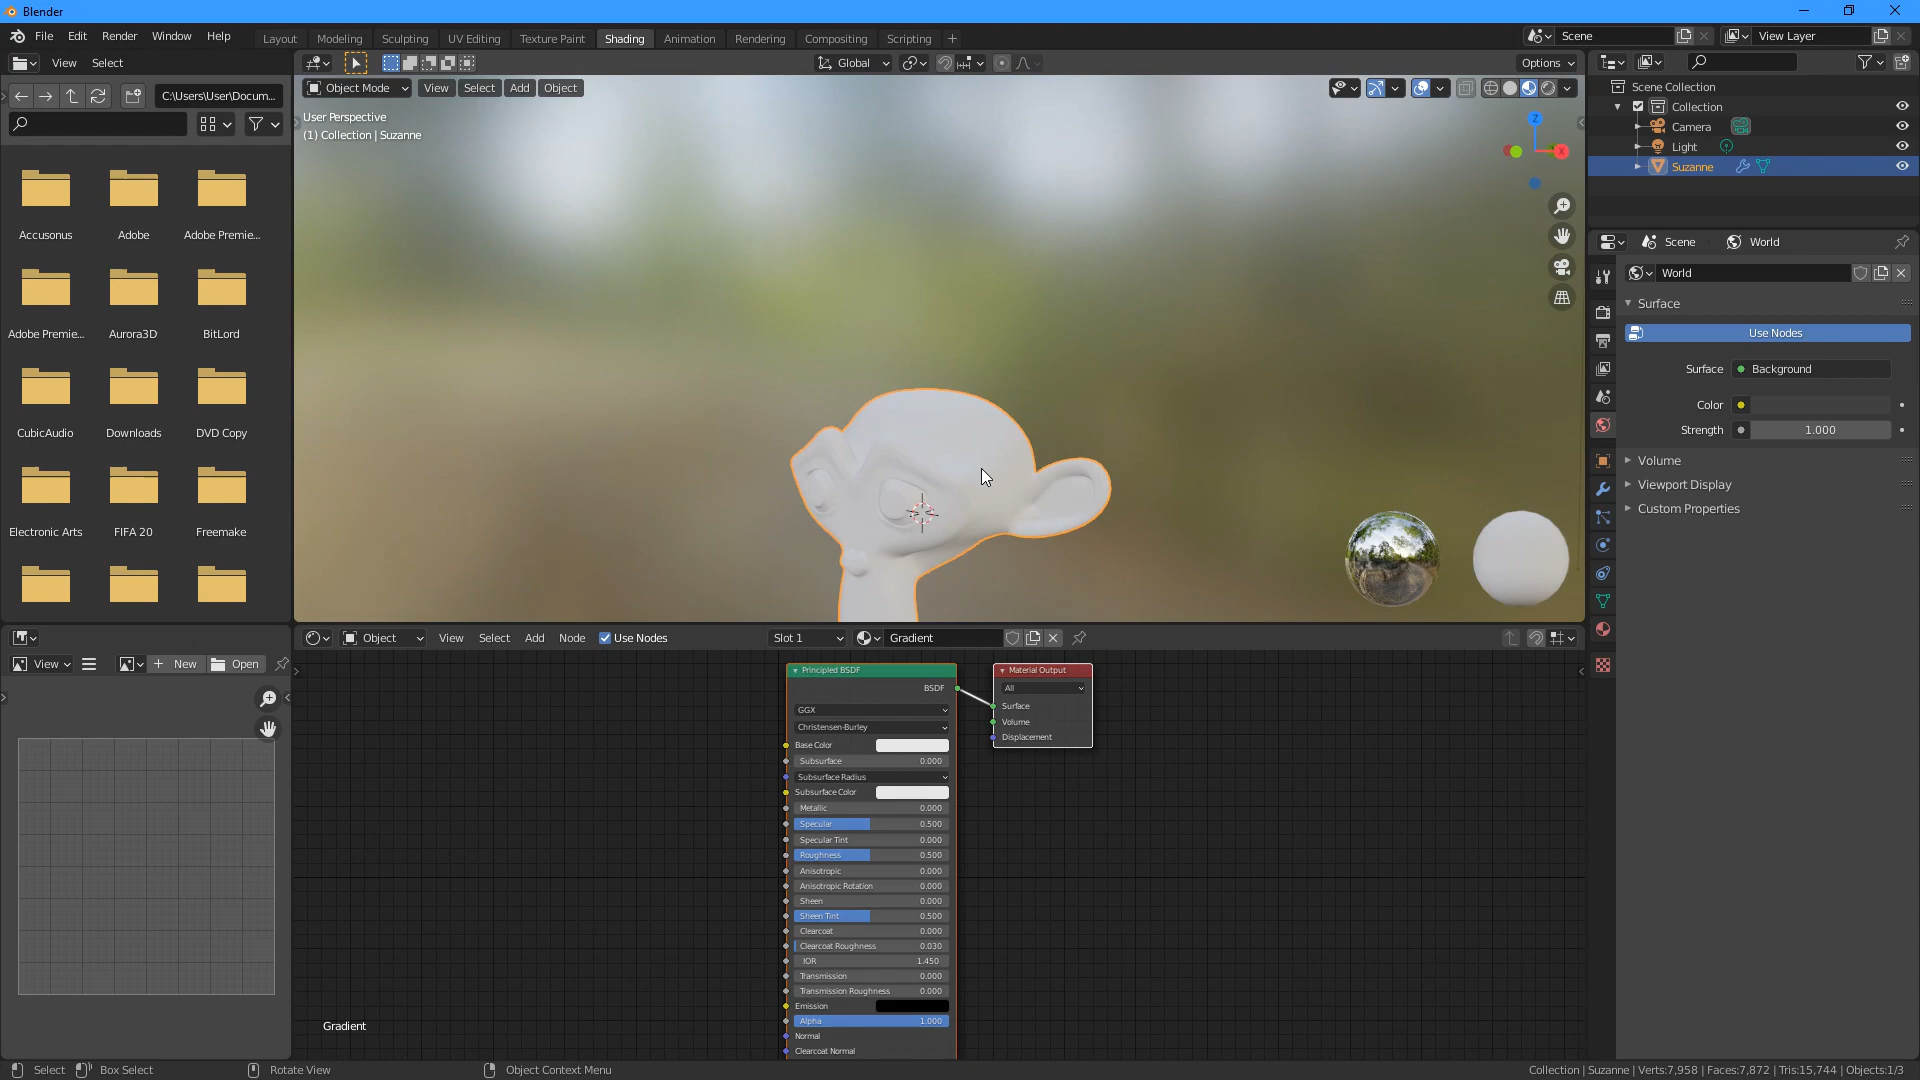 Blender
File Edit Render Window Help
Layout Modeling Sculpting UV Editing Texture Paint Shading Animation Rendering Compositing Scripting +
Scene
View Layer
View Select
C:\Users\User\Docum...
Accusonus
Adobe
Adobe Premie...
Adobe Premie...
Aurora3D
BitLord
CubicAudio
Downloads
DVD Copy
Electronic Arts
FIFA 20
Freemake
Global
Options
Object Mode View Select Add Object
User Perspective
(1) Collection | Suzanne
Z
X
Scene Collection
Collection
Camera
Light
Suzanne
Scene World
World
Surface
Use Nodes
Surface Background
Color
Strength 1.000
Volume
Viewport Display
Custom Properties
View
New
Open
Object View Select Add Node Use Nodes Slot 1 Gradient
Principled BSDF
BSDF
GGX
Christensen-Burley
Base Color
Subsurface 0.000
Subsurface Radius
Subsurface Color
Metallic 0.000
Specular 0.500
Specular Tint 0.000
Roughness 0.500
Anisotropic 0.000
Anisotropic Rotation 0.000
Sheen 0.000
Sheen Tint 0.500
Clearcoat 0.000
Clearcoat Roughness 0.030
IOR 1.450
Transmission 0.000
Transmission Roughness 0.000
Emission
Alpha 1.000
Normal
Clearcoat Normal
Material Output
All
Surface
Volume
Displacement
Gradient
Select Box Select Rotate View Object Context Menu
Collection | Suzanne | Verts:7,958 | Faces:7,872 | Tris:15,744 | Objects:1/3